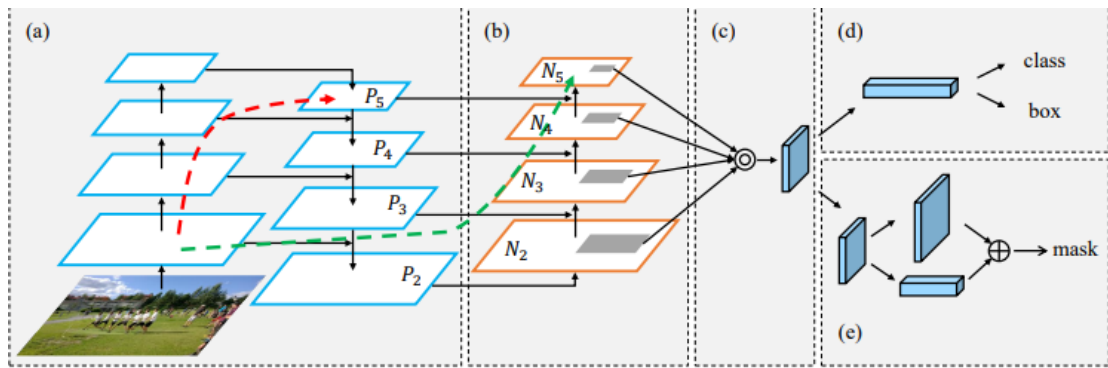 (a)
P5
P4
P3
P2
(b)
N5
N4
N3
N2
(c)
(d)
class
box
mask
(e)